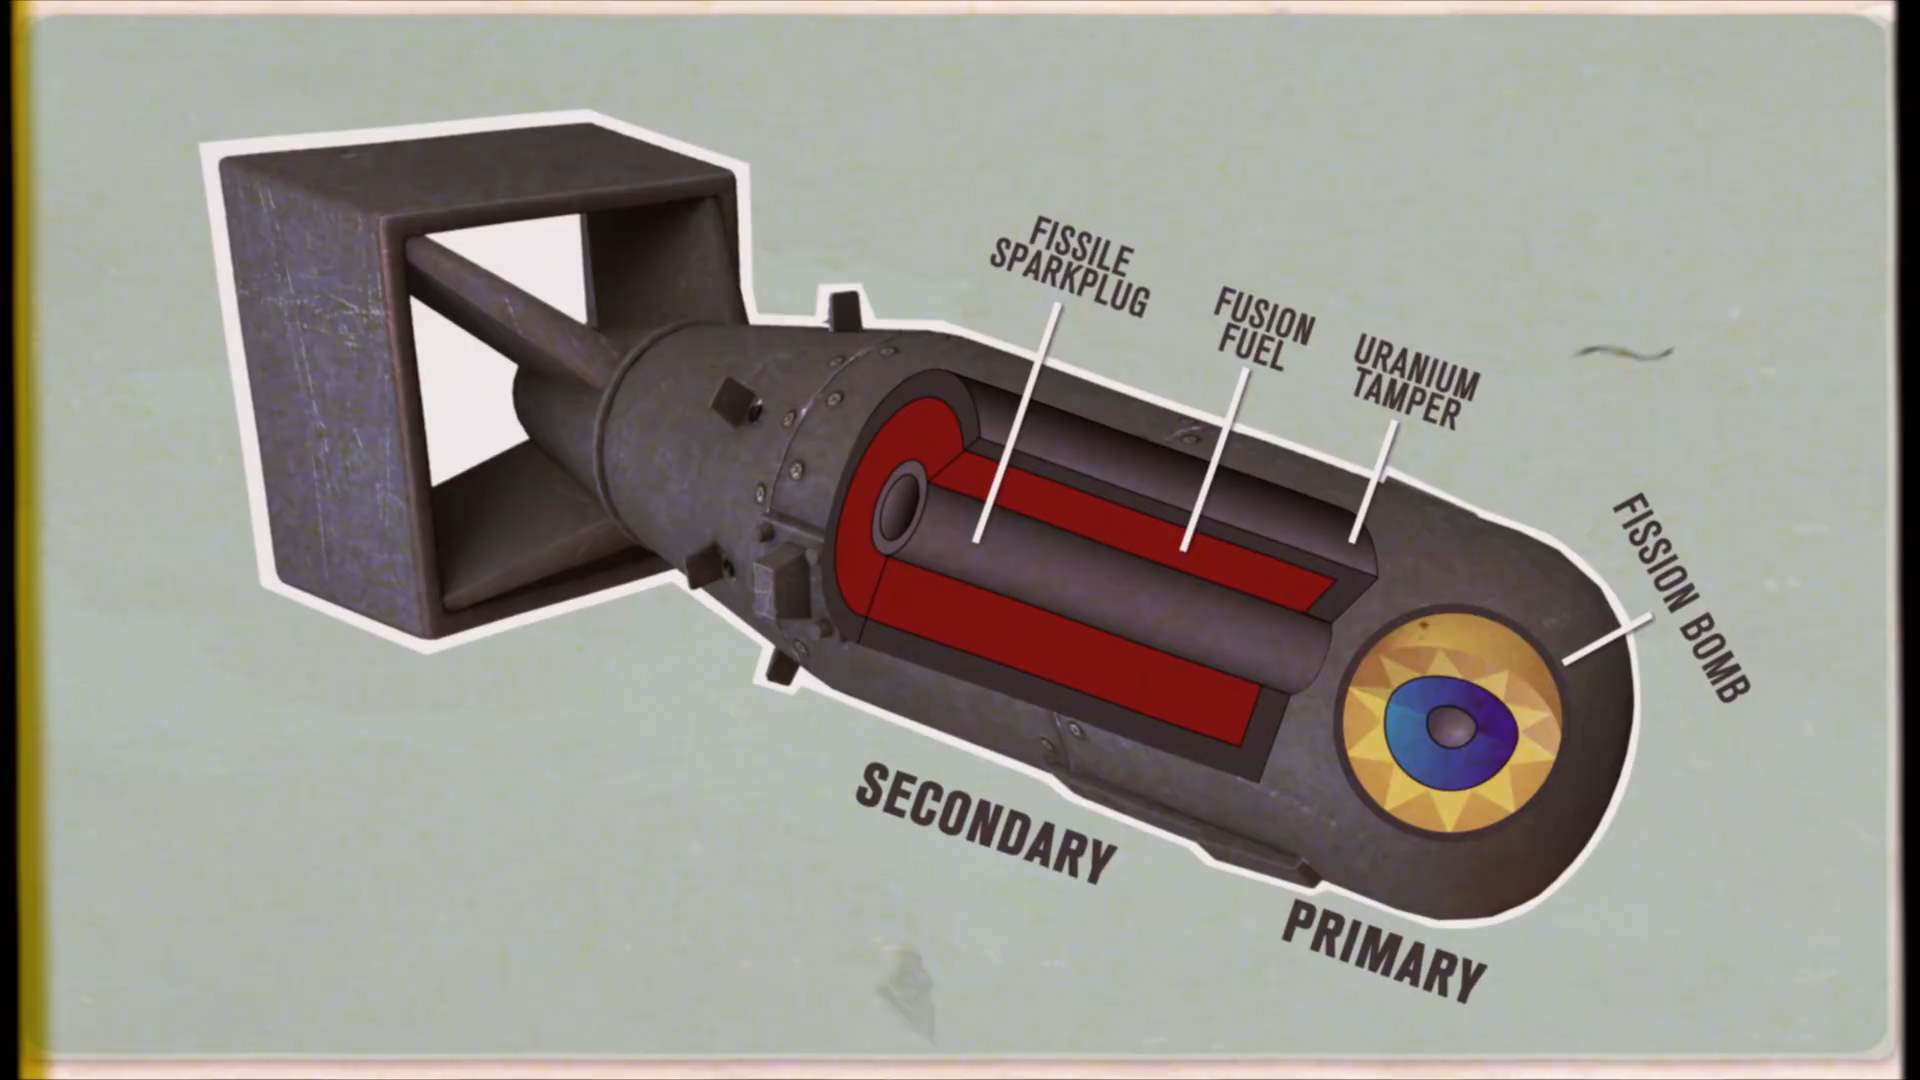 FISSILE
SPARKPLUG
FUSION
FUEL
URANIUM
TAMPER
FISSION BOMB
SECONDARY
PRIMARY